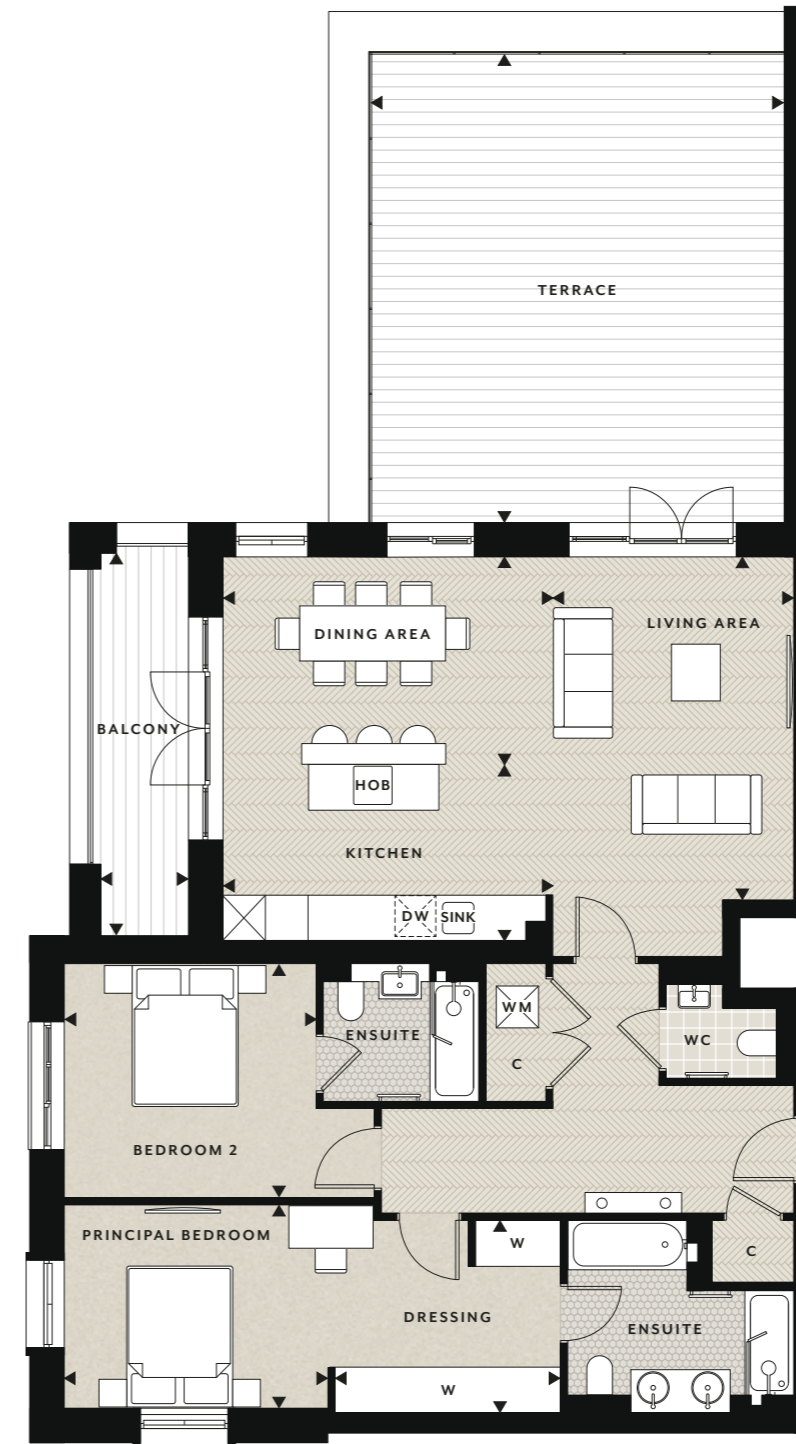 TERRACE
LIVING AREA
DINING AREA
BALCONY
HOB
KITCHEN
DW
SINK
WM
ENSUITE
WC
C
BEDROOM 2
PRINCIPAL BEDROOM
W
C
DRESSING
ENSUITE
W